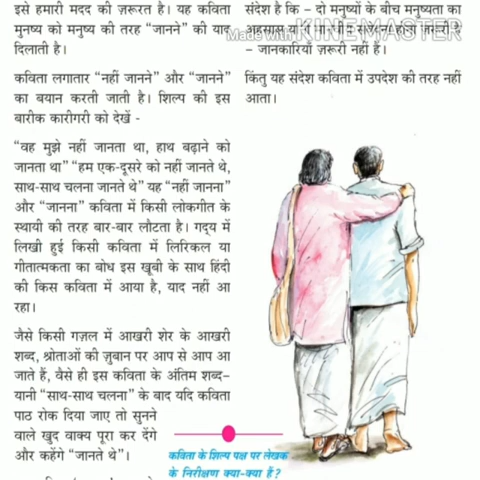 इसे हमारी मदद की ज़रूरत है। यह कविता
मनुष्य को मनुष्य की तरह “जानने” की याद
दिलाती है।
कविता लगातार “नहीं जानने” और “जानने”
का बयान करती जाती है। शिल्प की इस
बारीक कारीगरी को देखें -
“वह मुझे नहीं जानता था, हाथ बढ़ाने को
जानता था” “हम एक-दूसरे को नहीं जानते थे,
साथ-साथ चलना जानते थे” यह “नहीं जानना”
और “जानना” कविता में किसी लोकगीत के
स्थायी की तरह बार-बार लौटता है। गद्य में
लिखी हुई किसी कविता में लिरिकल या
गीतात्मकता का बोध इस खूबी के साथ हिंदी
की किस कविता में आया है, याद नहीं आ
रहा।
जैसे किसी गज़ल में आखरी शेर के आखरी
शब्द, श्रोताओं की ज़ुबान पर आप से आप आ
जाते हैं, वैसे ही इस कविता के अंतिम शब्द–
यानी “साथ-साथ चलना” के बाद यदि कविता
पाठ रोक दिया जाए तो सुनने
वाले खुद वाक्य पूरा कर देंगे
और कहेंगे “जानते थे”।
संदेश है कि – दो मनुष्यों के बीच मनुष्यता का
अहसास
– जानकारियाँ ज़रूरी नहीं हैं।
किंतु यह संदेश कविता में उपदेश की तरह नहीं
आता।
Made with KINEMASTER
कविता के शिल्प पक्ष पर लेखक
के निरीक्षण क्या-क्या हैं?